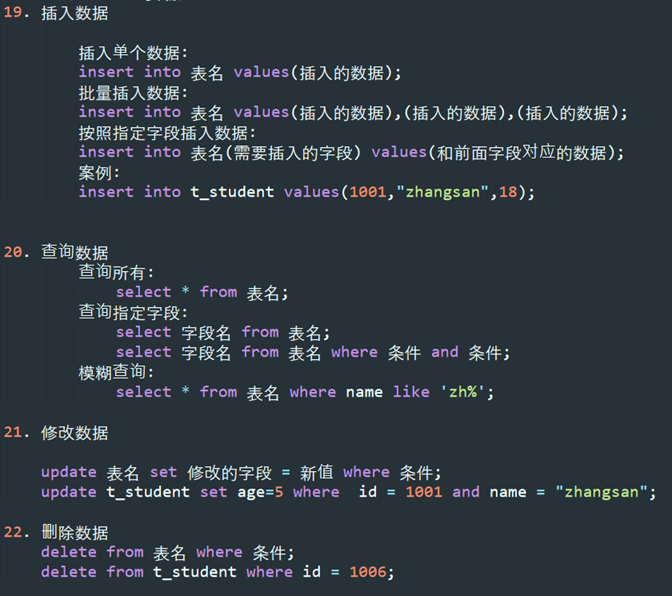 19. 插入数据
插入单个数据:
insert into 表名 values(插入的数据);
批量插入数据:
insert into 表名 values(插入的数据),(插入的数据),(插入的数据);
按照指定字段插入数据:
insert into 表名(需要插入的字段) values(和前面字段对应的数据);
案例:
insert into t_student values(1001,"zhangsan",18);
20. 查询数据
查询所有:
select * from 表名;
查询指定字段:
select 字段名 from 表名;
select 字段名 from 表名 where 条件 and 条件;
模糊查询:
select * from 表名 where name like 'zh%';
21. 修改数据
update 表名 set 修改的字段 = 新值 where 条件;
update t_student set age=5 where  id = 1001 and name = "zhangsan";
22. 删除数据
delete from 表名 where 条件;
delete from t_student where id = 1006;